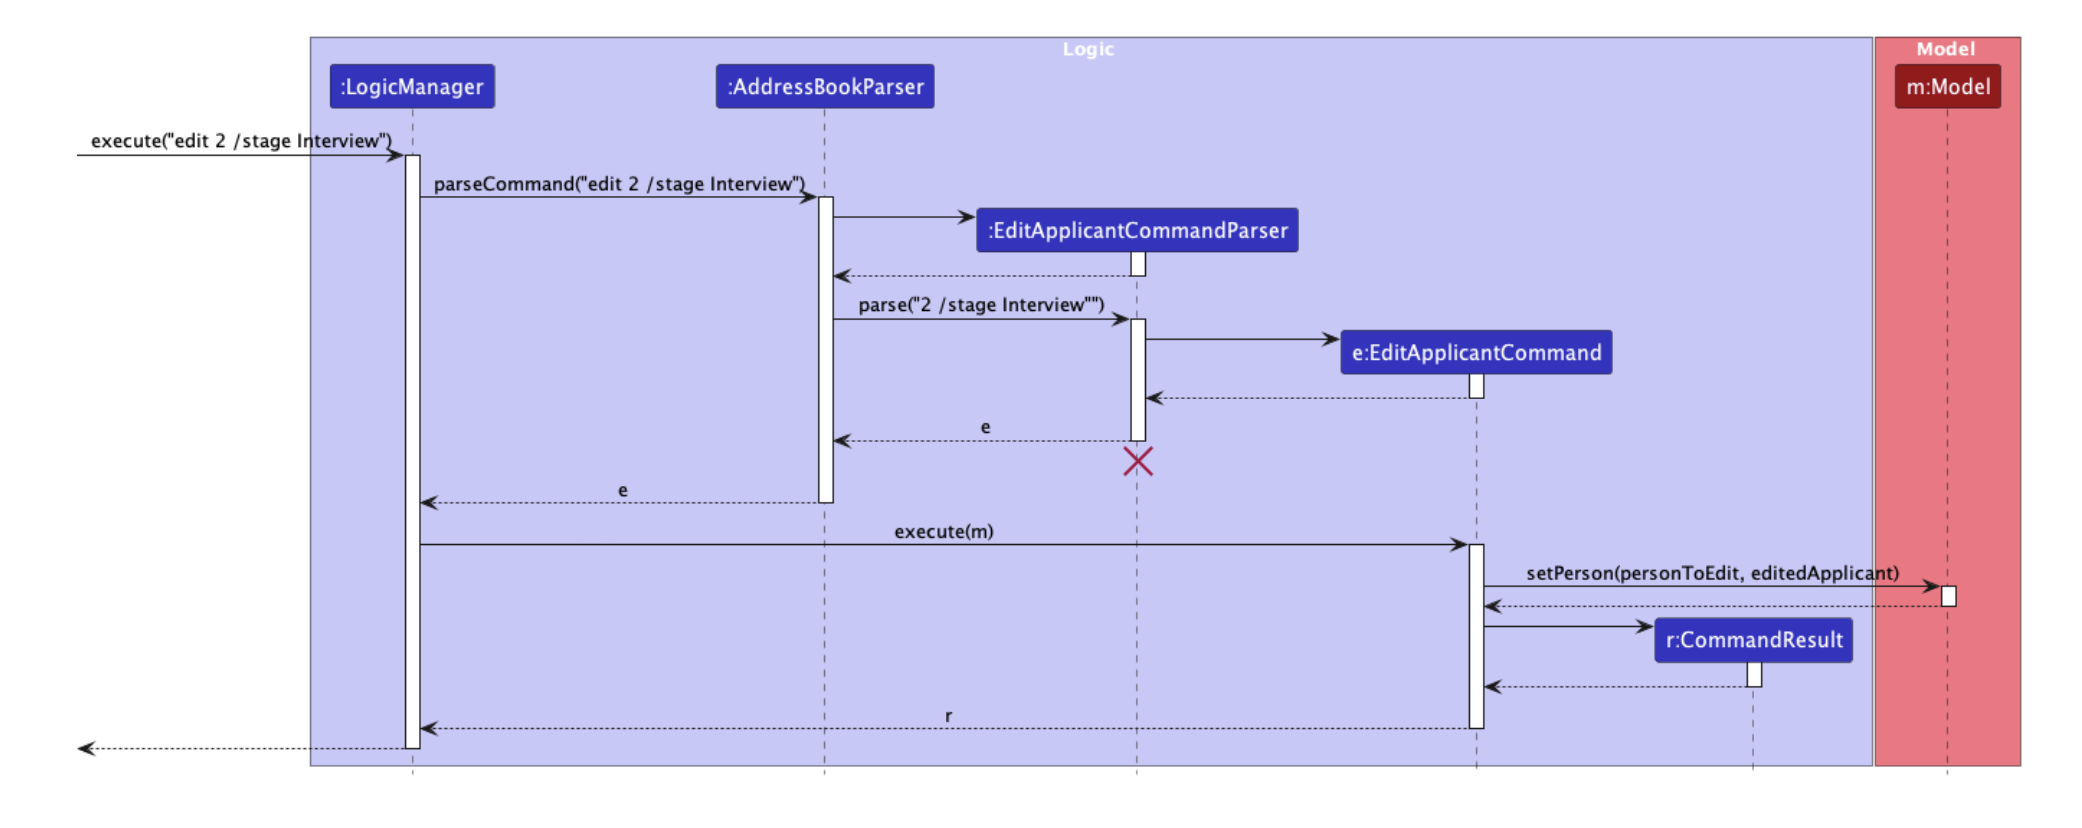 Logic
Model
:LogicManager
:AddressBookParser
m:Model
execute("edit 2 /stage Interview")
parseCommand("edit 2 /stage Interview")
:EditApplicantCommandParser
parse("2 /stage Interview"")
e:EditApplicantCommand
e
e
execute(m)
setPerson(personToEdit, editedApplicant)
r:CommandResult
r